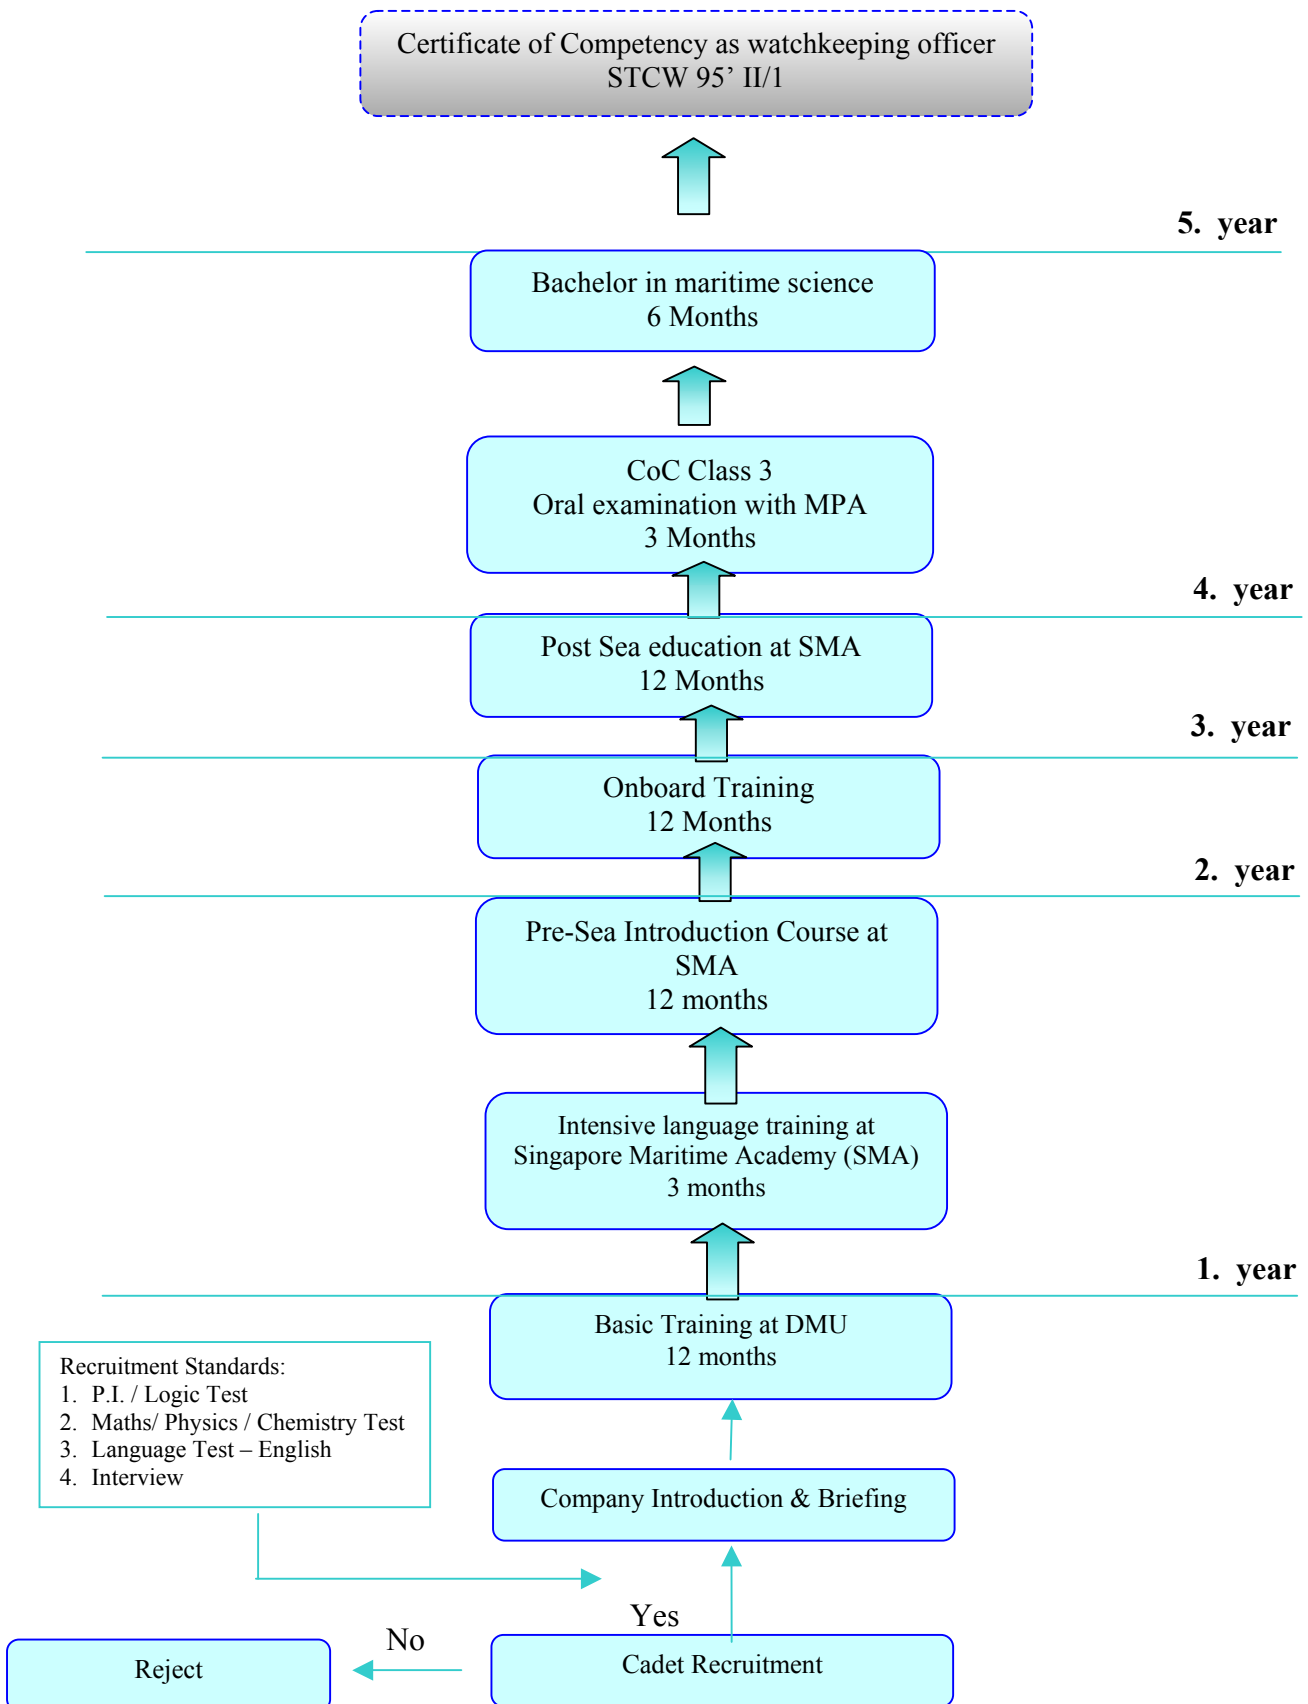 Certificate of Competency as watchkeeping officer
STCW 95’ II/1
5. year
Bachelor in maritime science
6 Months
CoC Class 3
Oral examination with MPA
3 Months
4. year
Post Sea education at SMA
12 Months
3. year
Onboard Training
12 Months
2. year
Pre-Sea Introduction Course at
SMA
12 months
Intensive language training at
Singapore Maritime Academy (SMA)
3 months
1. year
Basic Training at DMU
12 months
Recruitment Standards:
1. P.I. / Logic Test
2. Maths/ Physics / Chemistry Test
3. Language Test – English
4. Interview
Company Introduction & Briefing
Yes
No
Reject
Cadet Recruitment